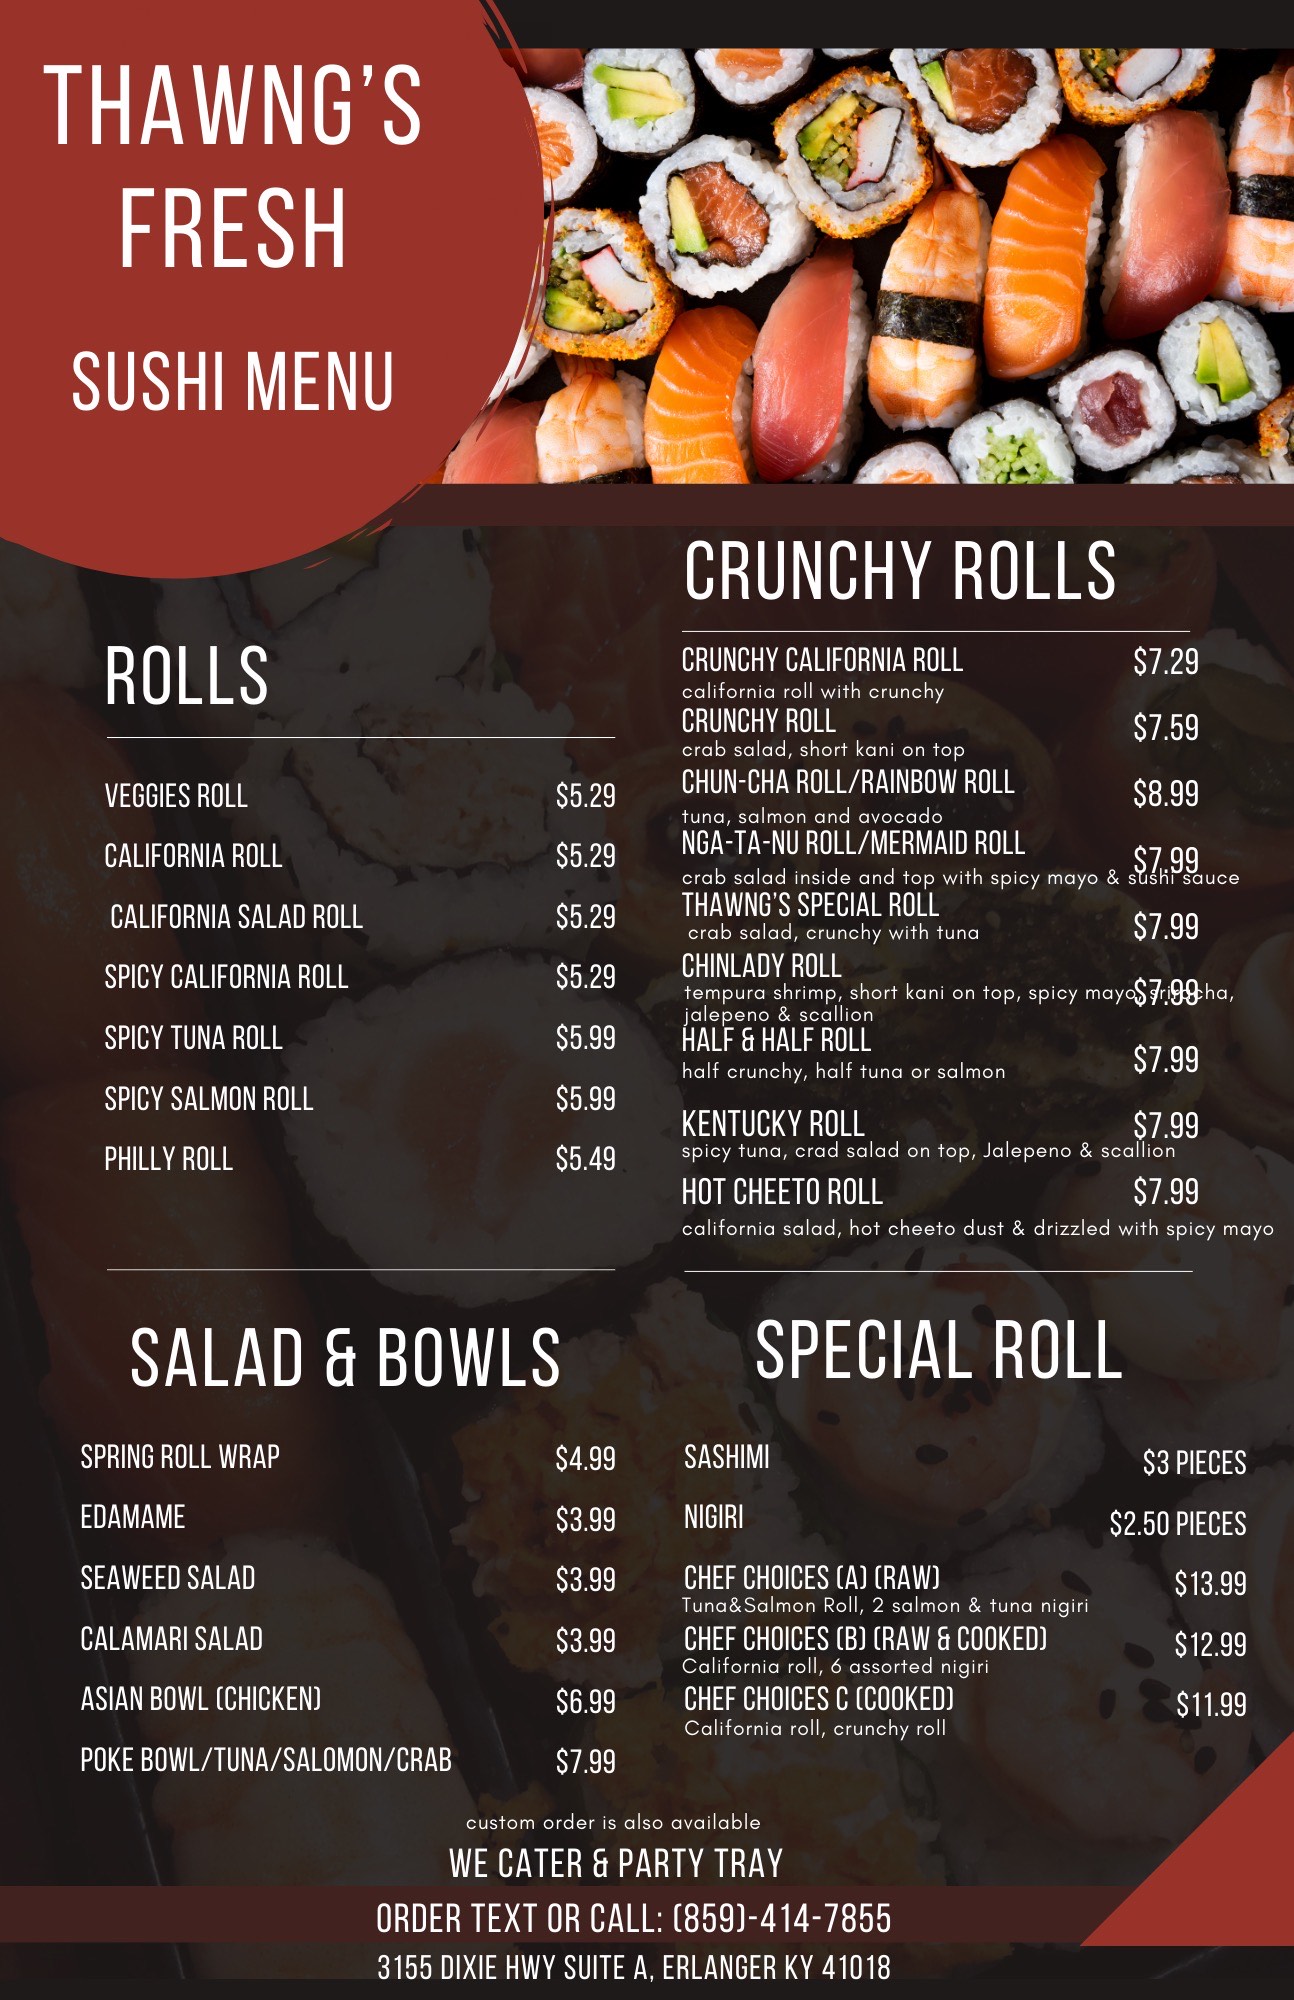 THAWNG'S
FRESH
SUSHI MENU
ROLLS
VEGGIES ROLL $5.29
CALIFORNIA ROLL $5.29
CALIFORNIA SALAD ROLL $5.29
SPICY CALIFORNIA ROLL $5.29
SPICY TUNA ROLL $5.99
SPICY SALMON ROLL $5.99
PHILLY ROLL $5.49
CRUNCHY ROLLS
CRUNCHY CALIFORNIA ROLL $7.29
california roll with crunchy
CRUNCHY ROLL $7.59
crab salad, short kani on top
CHUN-CHA ROLL/RAINBOW ROLL $8.99
tuna, salmon and avocado
NGA-TA-NU ROLL/MERMAID ROLL $7.99
crab salad inside and top with spicy mayo & sushi sauce
THAWNG'S SPECIAL ROLL $7.99
crab salad, crunchy with tuna
CHINLADY ROLL $7.99
tempura shrimp, short kani on top, spicy mayo, sriracha,
jalepeno & scallion
HALF & HALF ROLL $7.99
half crunchy, half tuna or salmon
KENTUCKY ROLL $7.99
spicy tuna, crad salad on top, Jalepeno & scallion
HOT CHEETO ROLL $7.99
california salad, hot cheeto dust & drizzled with spicy mayo
SALAD & BOWLS
SPRING ROLL WRAP $4.99
EDAMAME $3.99
SEAWEED SALAD $3.99
CALAMARI SALAD $3.99
ASIAN BOWL (CHICKEN) $6.99
POKE BOWL/TUNA/SALOMON/CRAB $7.99
SPECIAL ROLL
SASHIMI $3 PIECES
NIGIRI $2.50 PIECES
CHEF CHOICES (A) (RAW) $13.99
Tuna&Salmon Roll, 2 salmon & tuna nigiri
CHEF CHOICES (B) (RAW & COOKED) $12.99
California roll, 6 assorted nigiri
CHEF CHOICES C (COOKED) $11.99
California roll, crunchy roll
custom order is also available
WE CATER & PARTY TRAY
ORDER TEXT OR CALL: (859)-414-7855
3155 DIXIE HWY SUITE A, ERLANGER KY 41018